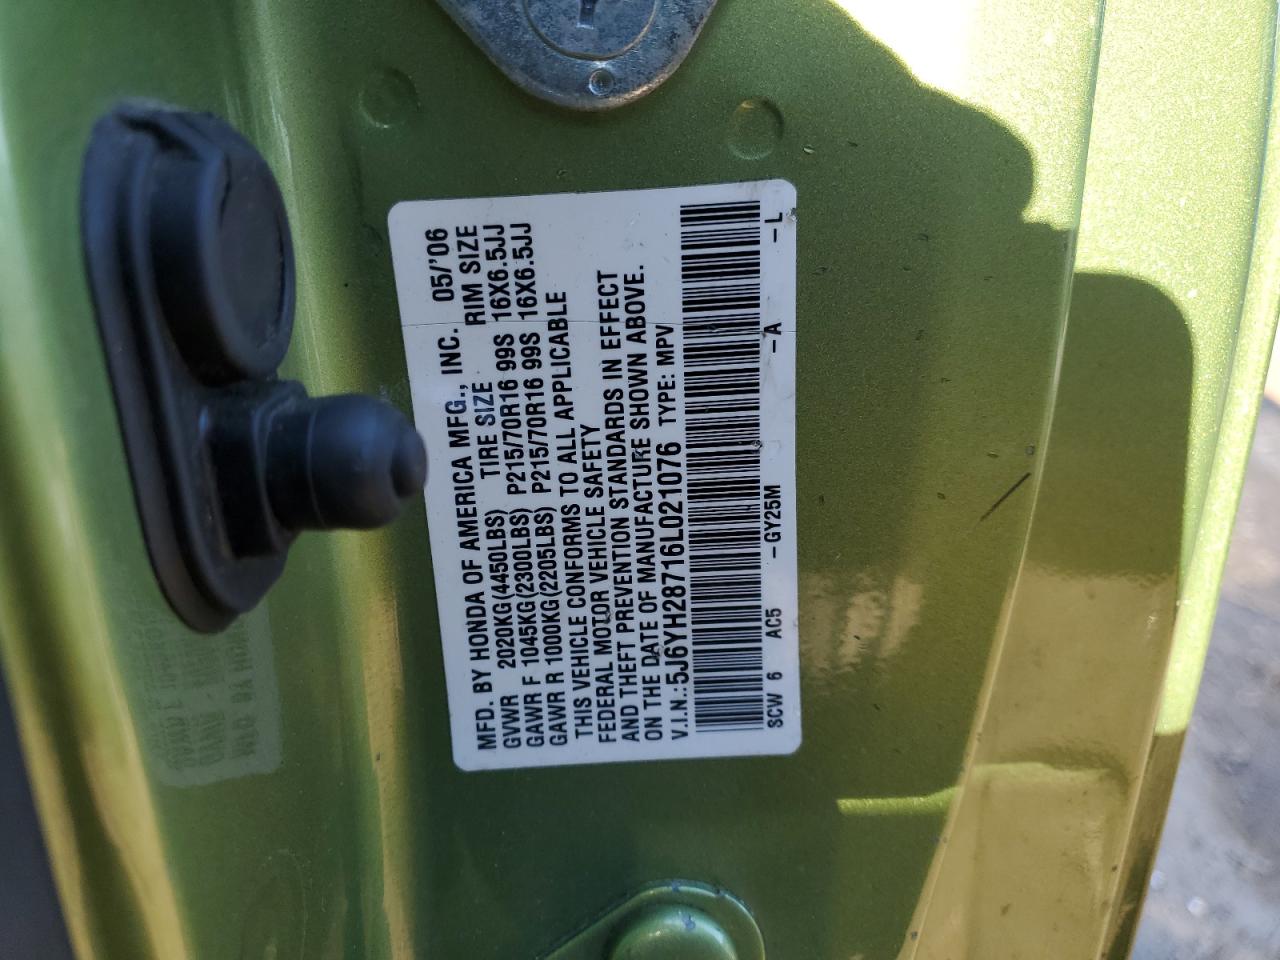 MFD. BY HONDA OF AMERICA MFG., INC. 05/'06
TIRE SIZE RIM SIZE
GVWR 2020KG(4450LBS)
GAWR F 1045KG(2300LBS) P215/70R16 99S 16X6.5JJ
GAWR R 1000KG(2205LBS) P215/70R16 99S 16X6.5JJ
THIS VEHICLE CONFORMS TO ALL APPLICABLE
FEDERAL MOTOR VEHICLE SAFETY
AND THEFT PREVENTION STANDARDS IN EFFECT
ON THE DATE OF MANUFACTURE SHOWN ABOVE.
V.I.N.:5J6YH28716L021076 TYPE: MPV
SCW 6 AC5 -GY25M -A -L